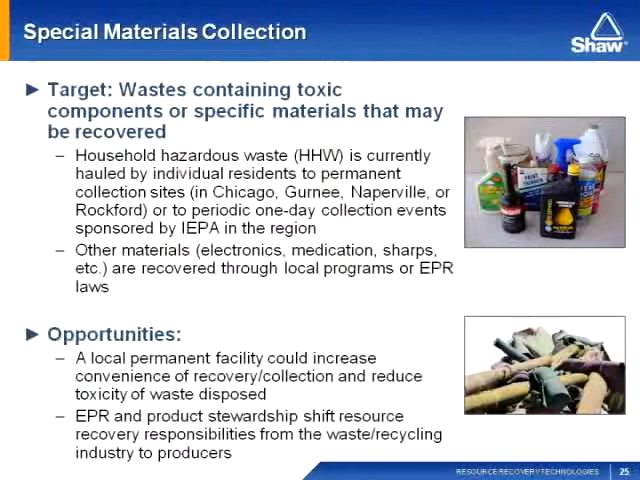 Special Materials Collection
Shaw®
► Target: Wastes containing toxic
components or specific materials that may
be recovered
– Household hazardous waste (HHW) is currently
hauled by individual residents to permanent
collection sites (in Chicago, Gurnee, Naperville, or
Rockford) or to periodic one-day collection events
sponsored by IEPA in the region
– Other materials (electronics, medication, sharps,
etc.) are recovered through local programs or EPR
laws
► Opportunities:
– A local permanent facility could increase
convenience of recovery/collection and reduce
toxicity of waste disposed
– EPR and product stewardship shift resource
recovery responsibilities from the waste/recycling
industry to producers
RESOURCE RECOVERY TECHNOLOGIES 25